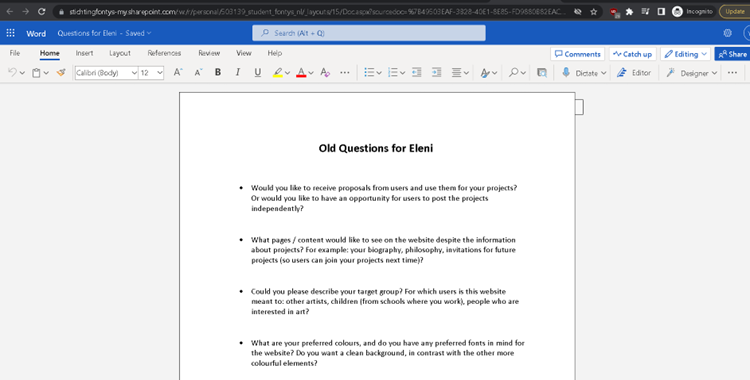 stichtingfontys-my.sharepoint.com/:w:/r/personal/503139_student_fontys_nl/_layouts/15/Doc.aspx?sourcedoc=
Incognito
Update
Word
Questions for Eleni - Saved
Search (Alt + Q)
File Home Insert Layout References Review View Help
Comments Catch up Editing Share
Calibri (Body) 12 B I U A Dictate Editor Designer
Old Questions for Eleni
• Would you like to receive proposals from users and use them for your projects?
Or would you like to have an opportunity for users to post the projects
independently?
• What pages / content would like to see on the website despite the information
about projects? For example: your biography, philosophy, invitations for future
projects (so users can join your projects next time)?
• Could you please describe your target group? For which users is this website
meant to: other artists, children (from schools where you work), people who are
interested in art?
• What are your preferred colours, and do you have any preferred fonts in mind for
the website? Do you want a clean background, in contrast with the other more
colourful elements?